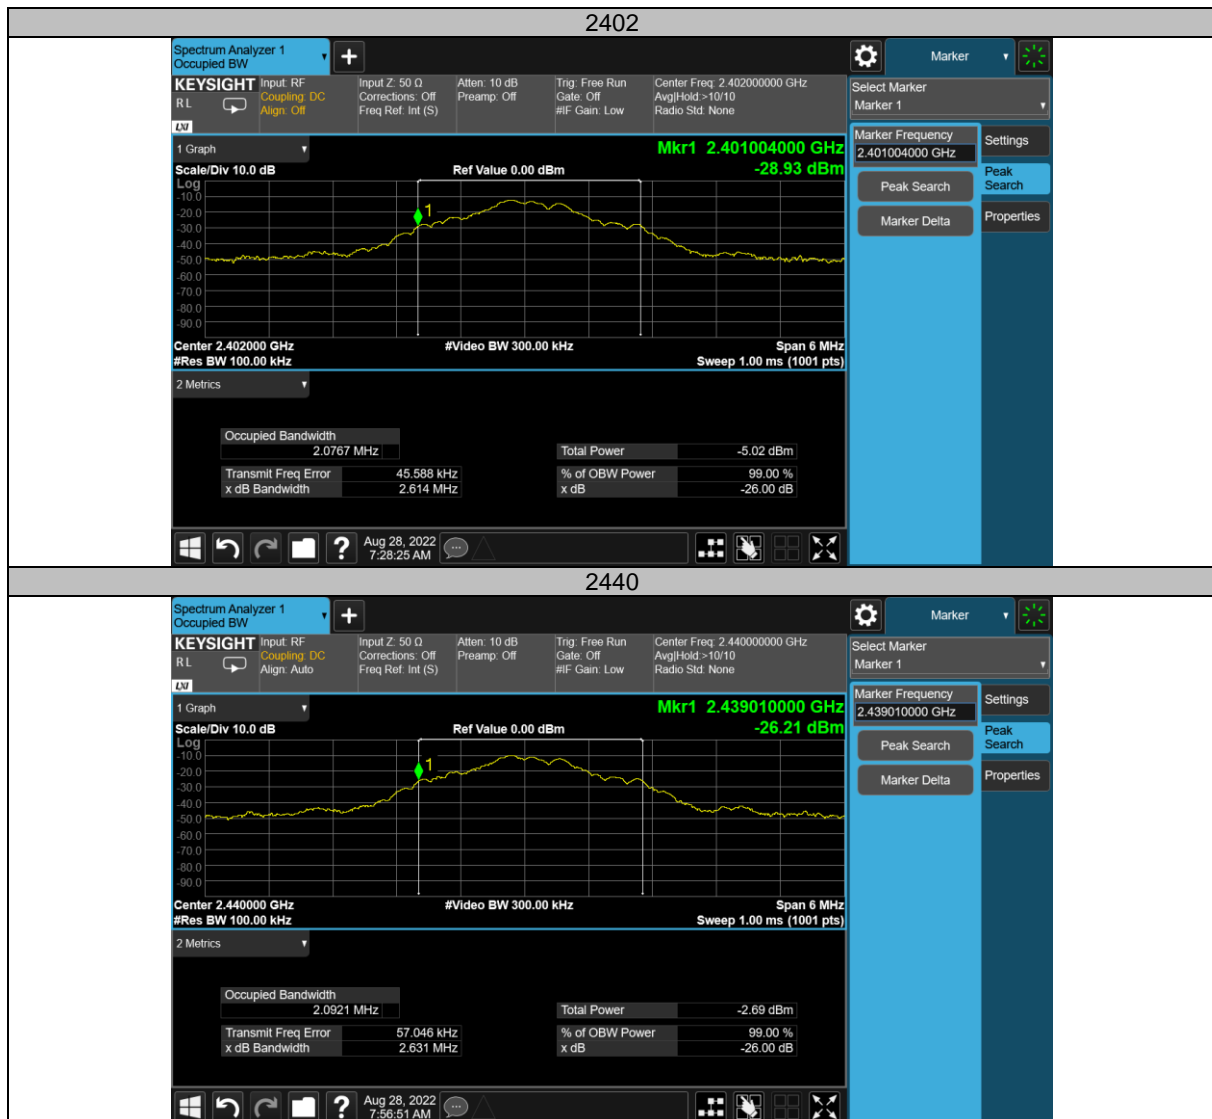 2402
Spectrum Analyzer 1
Occupied BW
+
Marker
KEYSIGHT
RL
LXI
Input: RF
Coupling: DC
Align: Off
Input Z: 50 Ω
Corrections: Off
Freq Ref: Int (S)
Atten: 10 dB
Preamp: Off
Trig: Free Run
Gate: Off
#IF Gain: Low
Center Freq: 2.402000000 GHz
Avg|Hold:>10/10
Radio Std: None
Select Marker
Marker 1
Marker Frequency
2.401004000 GHz
Settings
Peak Search
Peak
Search
Marker Delta
Properties
1 Graph
Mkr1 2.401004000 GHz
Scale/Div 10.0 dB
Ref Value 0.00 dBm
-28.93 dBm
Log
-10.0
1
-20.0
-30.0
-40.0
-50.0
-60.0
-70.0
-80.0
-90.0
Center 2.402000 GHz
#Video BW 300.00 kHz
Span 6 MHz
#Res BW 100.00 kHz
Sweep 1.00 ms (1001 pts)
2 Metrics
Occupied Bandwidth
2.0767 MHz
Total Power -5.02 dBm
Transmit Freq Error 45.588 kHz
% of OBW Power 99.00 %
x dB Bandwidth 2.614 MHz
x dB -26.00 dB
?
Aug 28, 2022
7:28:25 AM
2440
Spectrum Analyzer 1
Occupied BW
+
Marker
KEYSIGHT
RL
LXI
Input: RF
Coupling: DC
Align: Auto
Input Z: 50 Ω
Corrections: Off
Freq Ref: Int (S)
Atten: 10 dB
Preamp: Off
Trig: Free Run
Gate: Off
#IF Gain: Low
Center Freq: 2.440000000 GHz
Avg|Hold:>10/10
Radio Std: None
Select Marker
Marker 1
Marker Frequency
2.439010000 GHz
Settings
Peak Search
Peak
Search
Marker Delta
Properties
1 Graph
Mkr1 2.439010000 GHz
Scale/Div 10.0 dB
Ref Value 0.00 dBm
-26.21 dBm
Log
-10.0
1
-20.0
-30.0
-40.0
-50.0
-60.0
-70.0
-80.0
-90.0
Center 2.440000 GHz
#Video BW 300.00 kHz
Span 6 MHz
#Res BW 100.00 kHz
Sweep 1.00 ms (1001 pts)
2 Metrics
Occupied Bandwidth
2.0921 MHz
Total Power -2.69 dBm
Transmit Freq Error 57.046 kHz
% of OBW Power 99.00 %
x dB Bandwidth 2.631 MHz
x dB -26.00 dB
?
Aug 28, 2022
7:56:51 AM